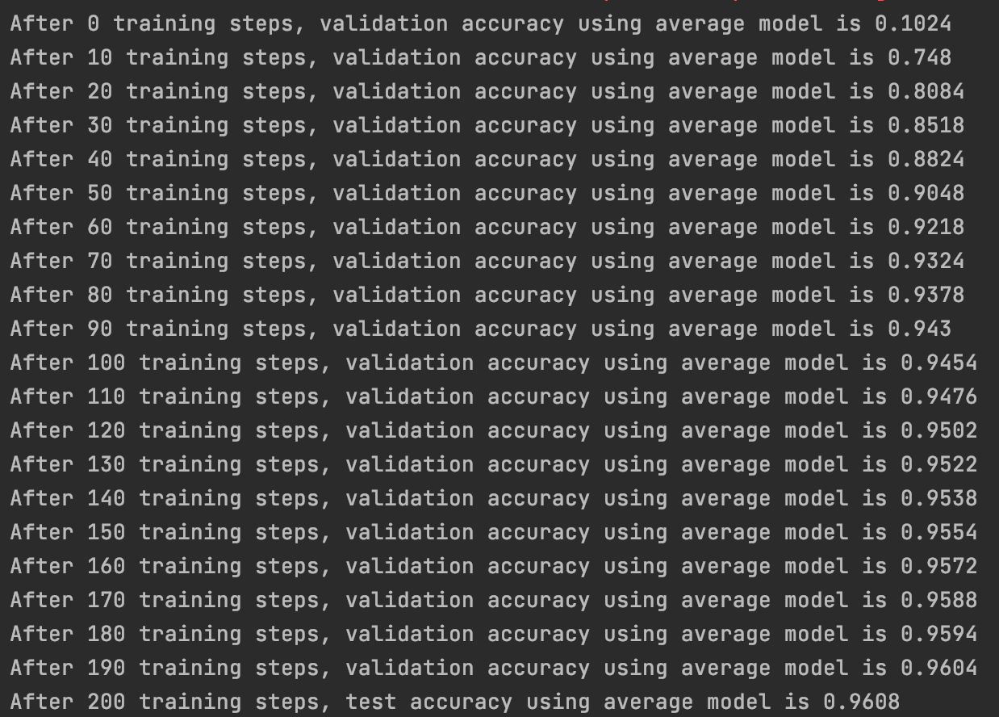 After 0 training steps, validation accuracy using average model is 0.1024
After 10 training steps, validation accuracy using average model is 0.748
After 20 training steps, validation accuracy using average model is 0.8084
After 30 training steps, validation accuracy using average model is 0.8518
After 40 training steps, validation accuracy using average model is 0.8824
After 50 training steps, validation accuracy using average model is 0.9048
After 60 training steps, validation accuracy using average model is 0.9218
After 70 training steps, validation accuracy using average model is 0.9324
After 80 training steps, validation accuracy using average model is 0.9378
After 90 training steps, validation accuracy using average model is 0.943
After 100 training steps, validation accuracy using average model is 0.9454
After 110 training steps, validation accuracy using average model is 0.9476
After 120 training steps, validation accuracy using average model is 0.9502
After 130 training steps, validation accuracy using average model is 0.9522
After 140 training steps, validation accuracy using average model is 0.9538
After 150 training steps, validation accuracy using average model is 0.9554
After 160 training steps, validation accuracy using average model is 0.9572
After 170 training steps, validation accuracy using average model is 0.9588
After 180 training steps, validation accuracy using average model is 0.9594
After 190 training steps, validation accuracy using average model is 0.9604
After 200 training steps, test accuracy using average model is 0.9608